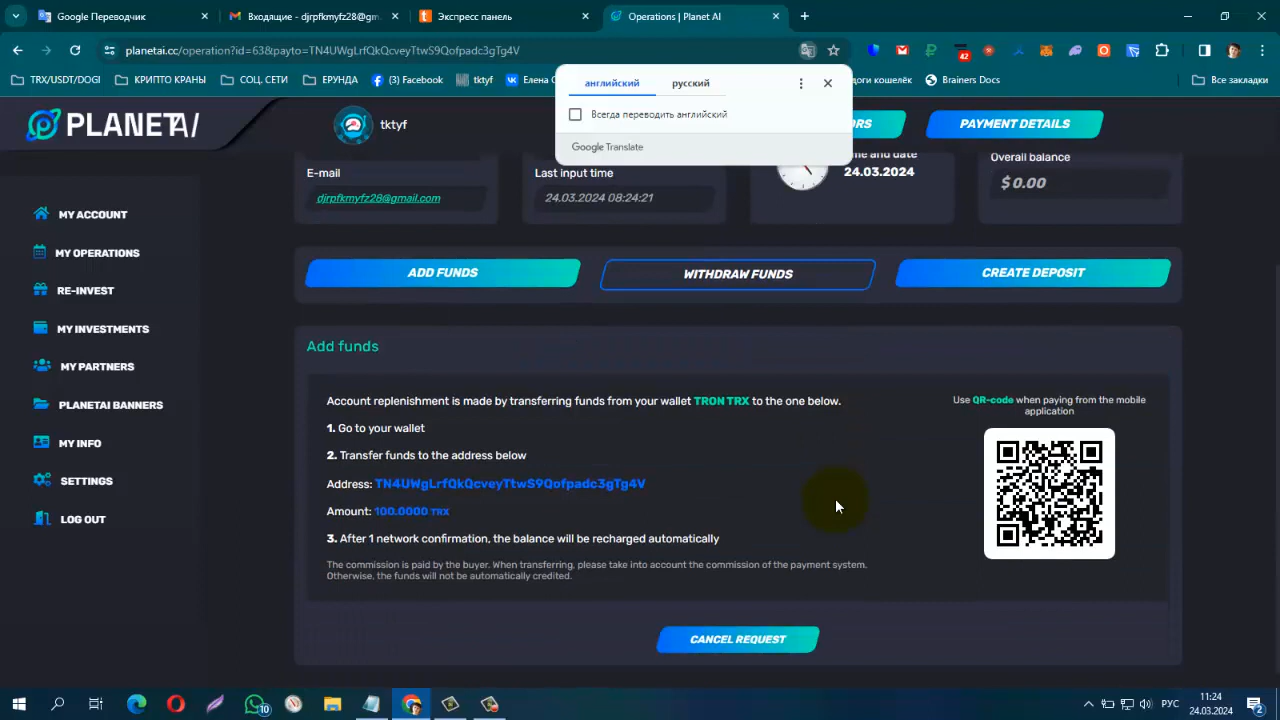 Google Переводчик
Входящие - djrpfkmyfz28@gm
Экспресс панель
Operations | Planet AI
planetai.cc/operation?id=63&payto=TN4UWgLrfQkQcveyTtwS9Qofpadc3gTg4V
42
TRX/USDT/DOGI
КРИПТО КРАНЫ
СОЦ. СЕТИ
ЕРУНДА
(3) Facebook
tktyf
Елена С
доги кошелёк
Brainers Docs
Все закладки
английский
русский
Всегда переводить английский
Google Translate
PLANETAI
tktyf
ORS
PAYMENT DETAILS
E-mail
djrpfkmyfz28@gmail.com
Last input time
24.03.2024 08:24:21
me and date
24.03.2024
Overall balance
$ 0.00
MY ACCOUNT
MY OPERATIONS
RE-INVEST
MY INVESTMENTS
MY PARTNERS
PLANETAI BANNERS
MY INFO
SETTINGS
LOG OUT
ADD FUNDS
WITHDRAW FUNDS
CREATE DEPOSIT
Add funds
Account replenishment is made by transferring funds from your wallet TRON TRX to the one below.
1. Go to your wallet
2. Transfer funds to the address below
Address: TN4UWgLrfQkQcveyTtwS9Qofpadc3gTg4V
Amount: 100.0000 TRX
3. After 1 network confirmation, the balance will be recharged automatically
The commission is paid by the buyer. When transferring, please take into account the commission of the payment system.
Otherwise, the funds will not be automatically credited.
Use QR-code when paying from the mobile
application
CANCEL REQUEST
10
РУС
11:24
24.03.2024
2